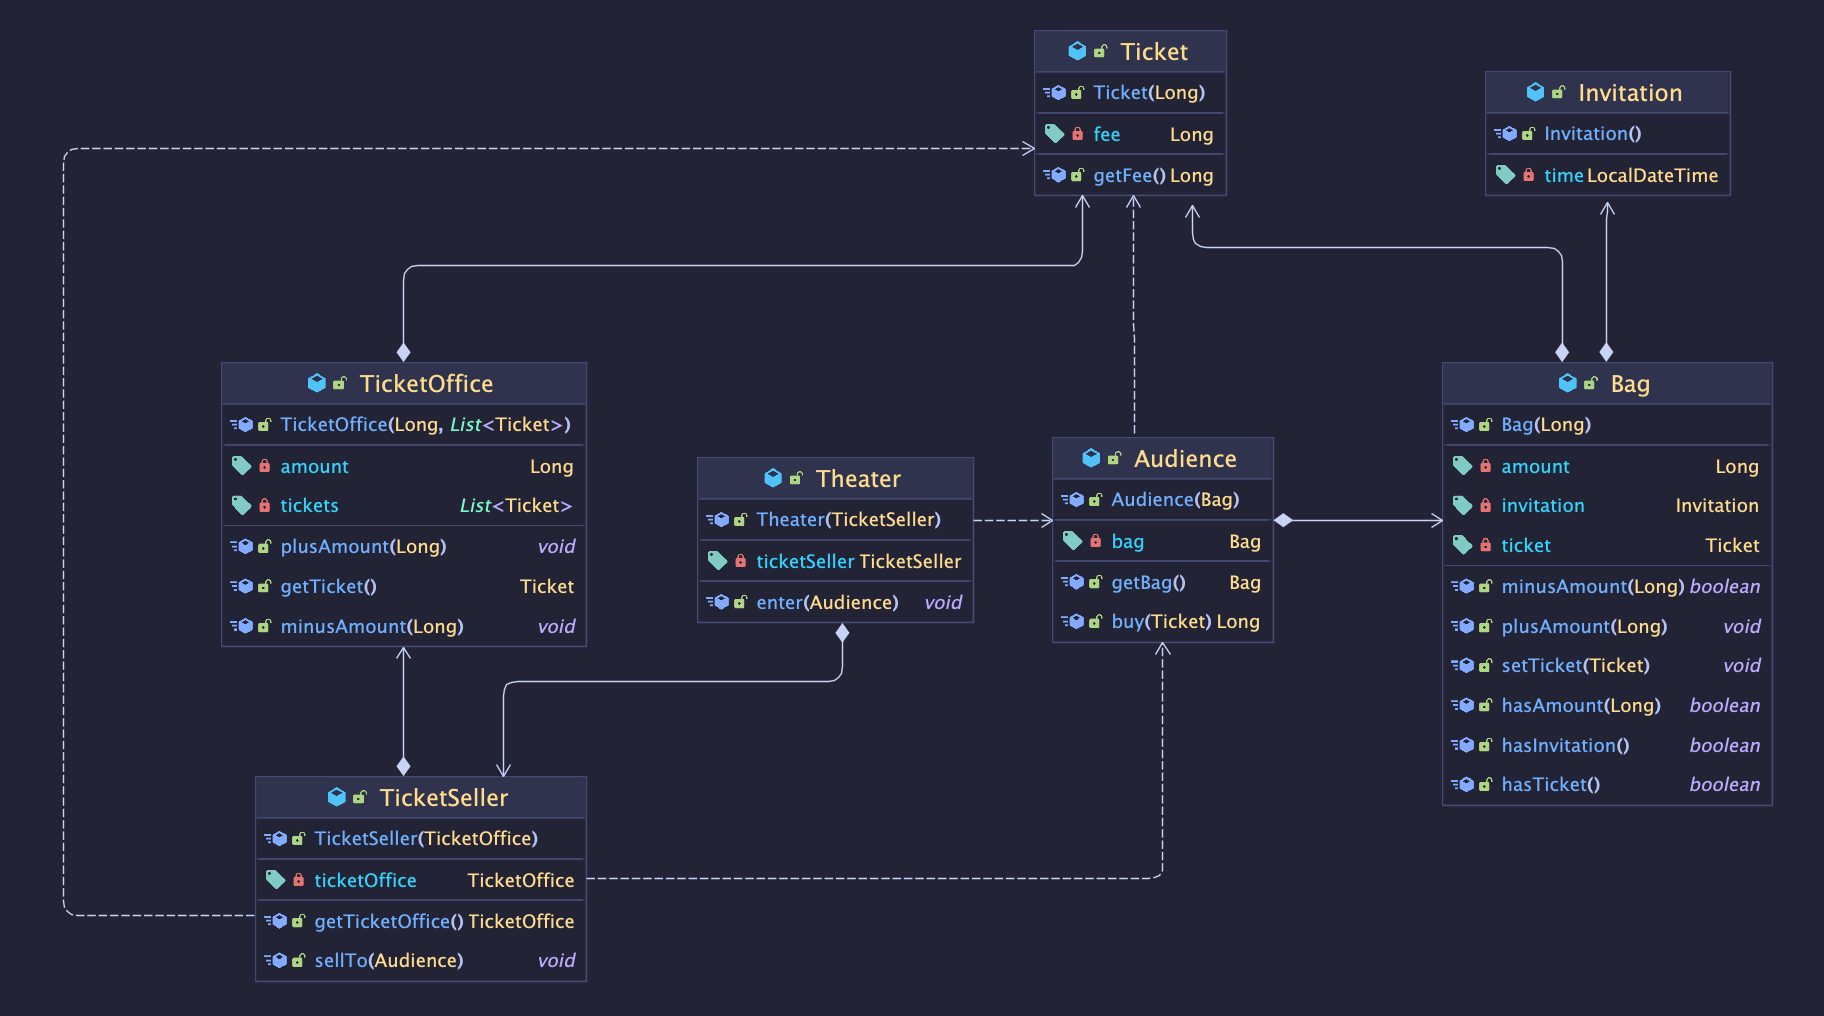 Ticket
Ticket(Long)
fee Long
getFee() Long
Invitation
Invitation()
time LocalDateTime
TicketOffice
TicketOffice(Long, List<Ticket>)
amount Long
tickets List<Ticket>
plusAmount(Long) void
getTicket() Ticket
minusAmount(Long) void
Theater
Theater(TicketSeller)
ticketSeller TicketSeller
enter(Audience) void
Audience
Audience(Bag)
bag Bag
getBag() Bag
buy(Ticket) Long
Bag
Bag(Long)
amount Long
invitation Invitation
ticket Ticket
minusAmount(Long) boolean
plusAmount(Long) void
setTicket(Ticket) void
hasAmount(Long) boolean
hasInvitation() boolean
hasTicket() boolean
TicketSeller
TicketSeller(TicketOffice)
ticketOffice TicketOffice
getTicketOffice() TicketOffice
sellTo(Audience) void